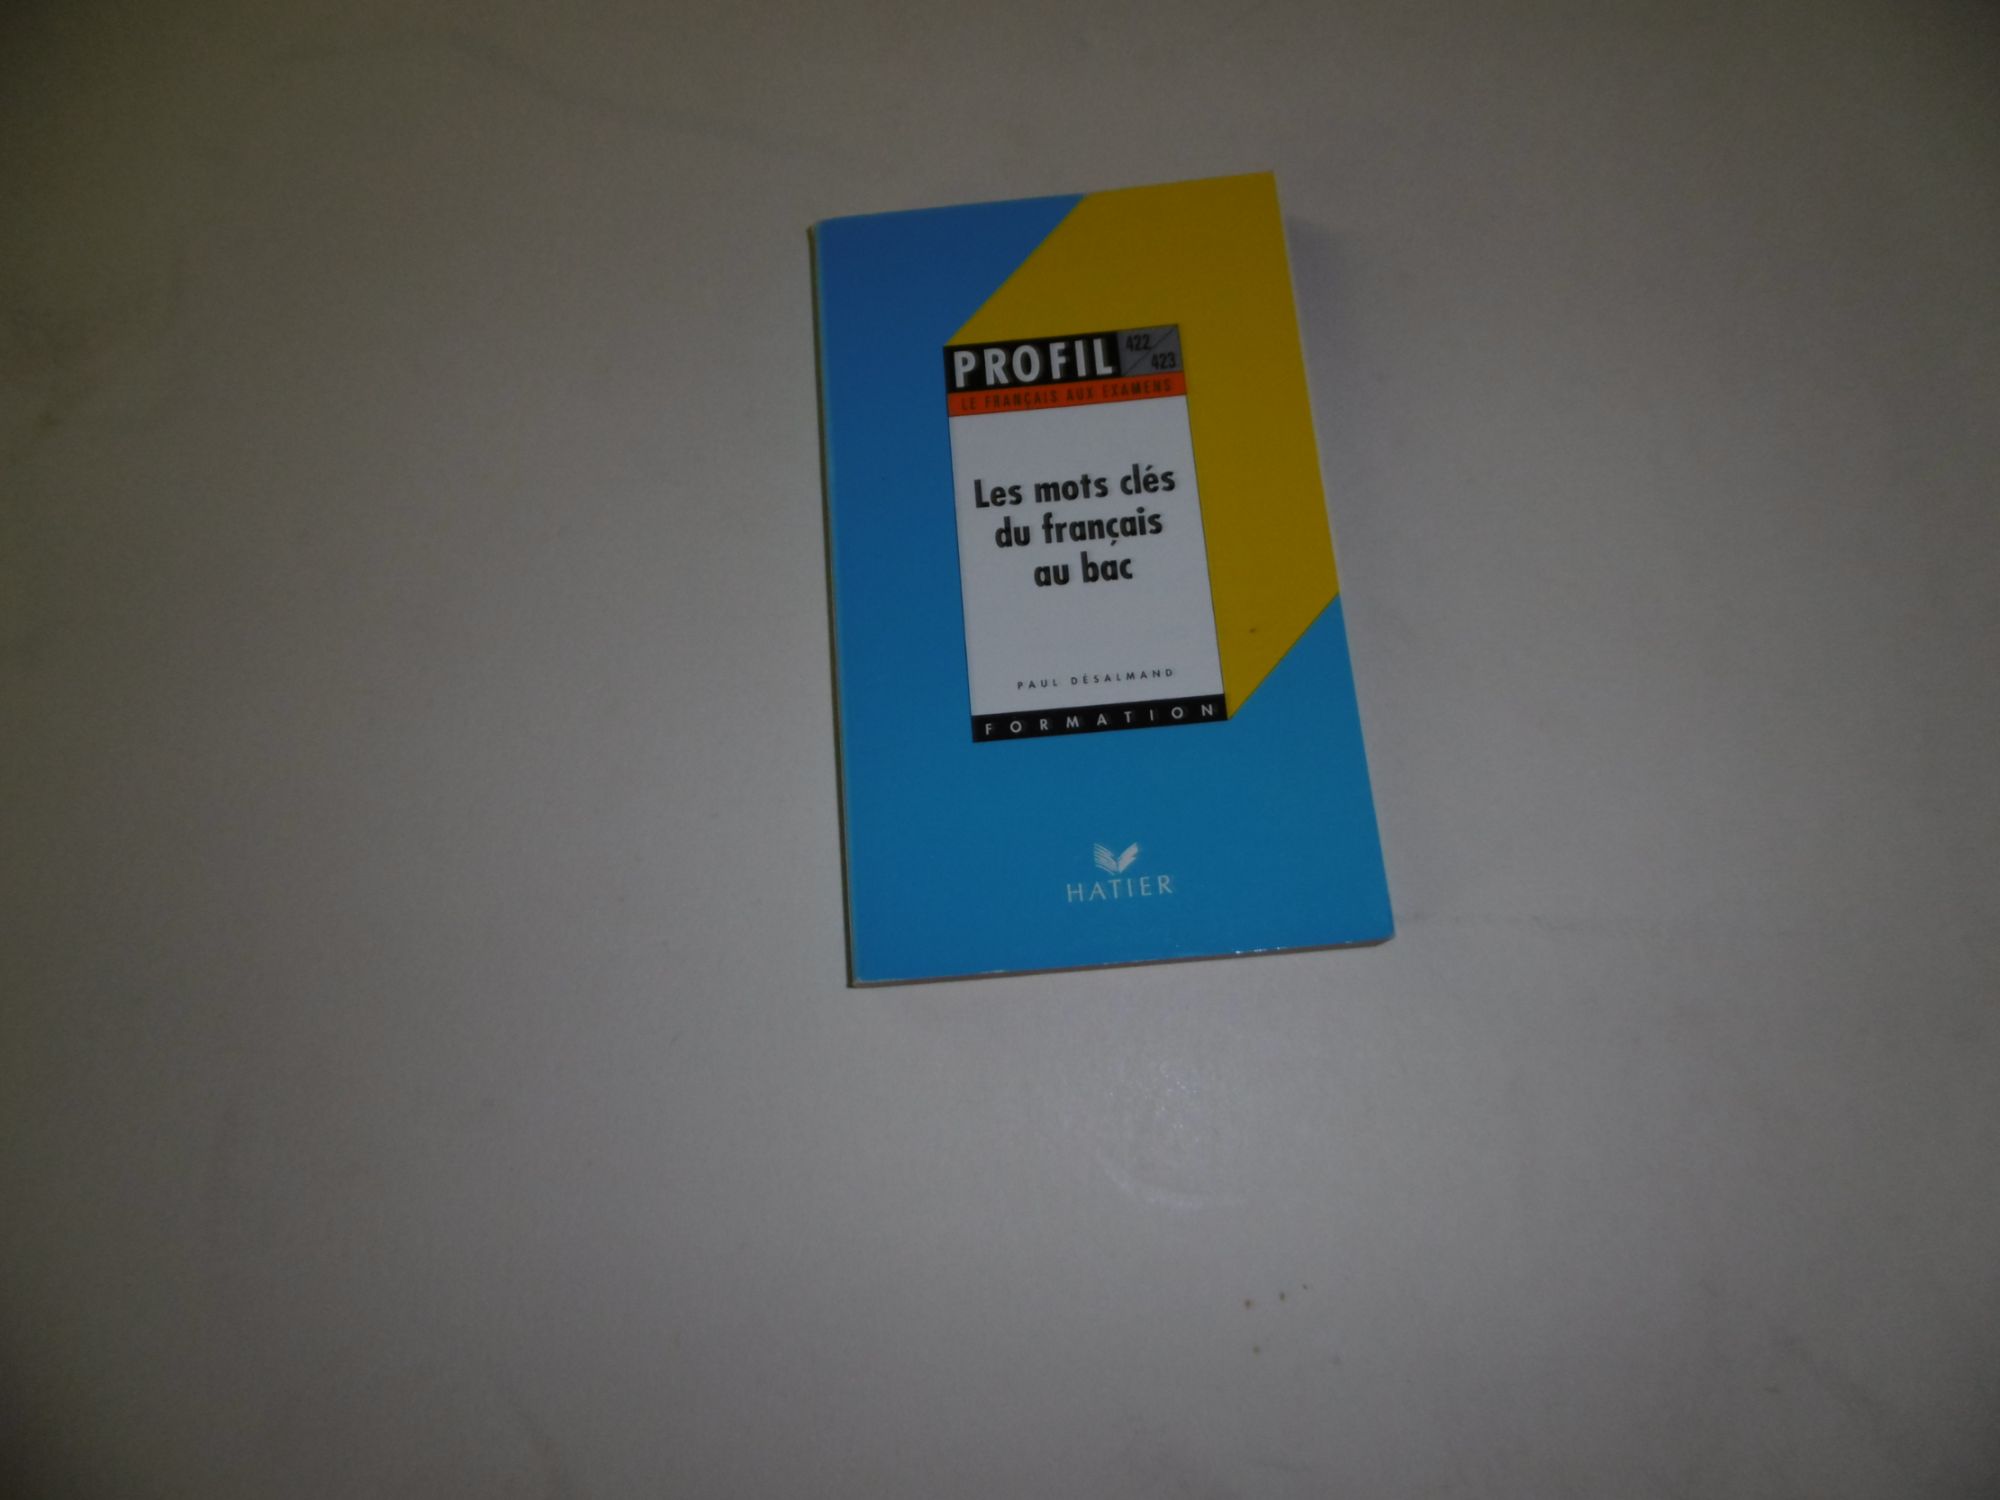 PROFIL 422/423
LE FRANÇAIS AUX EXAMENS
Les mots clés
du français
au bac
PAUL DÉSALMAND
FORMATION
HATIER